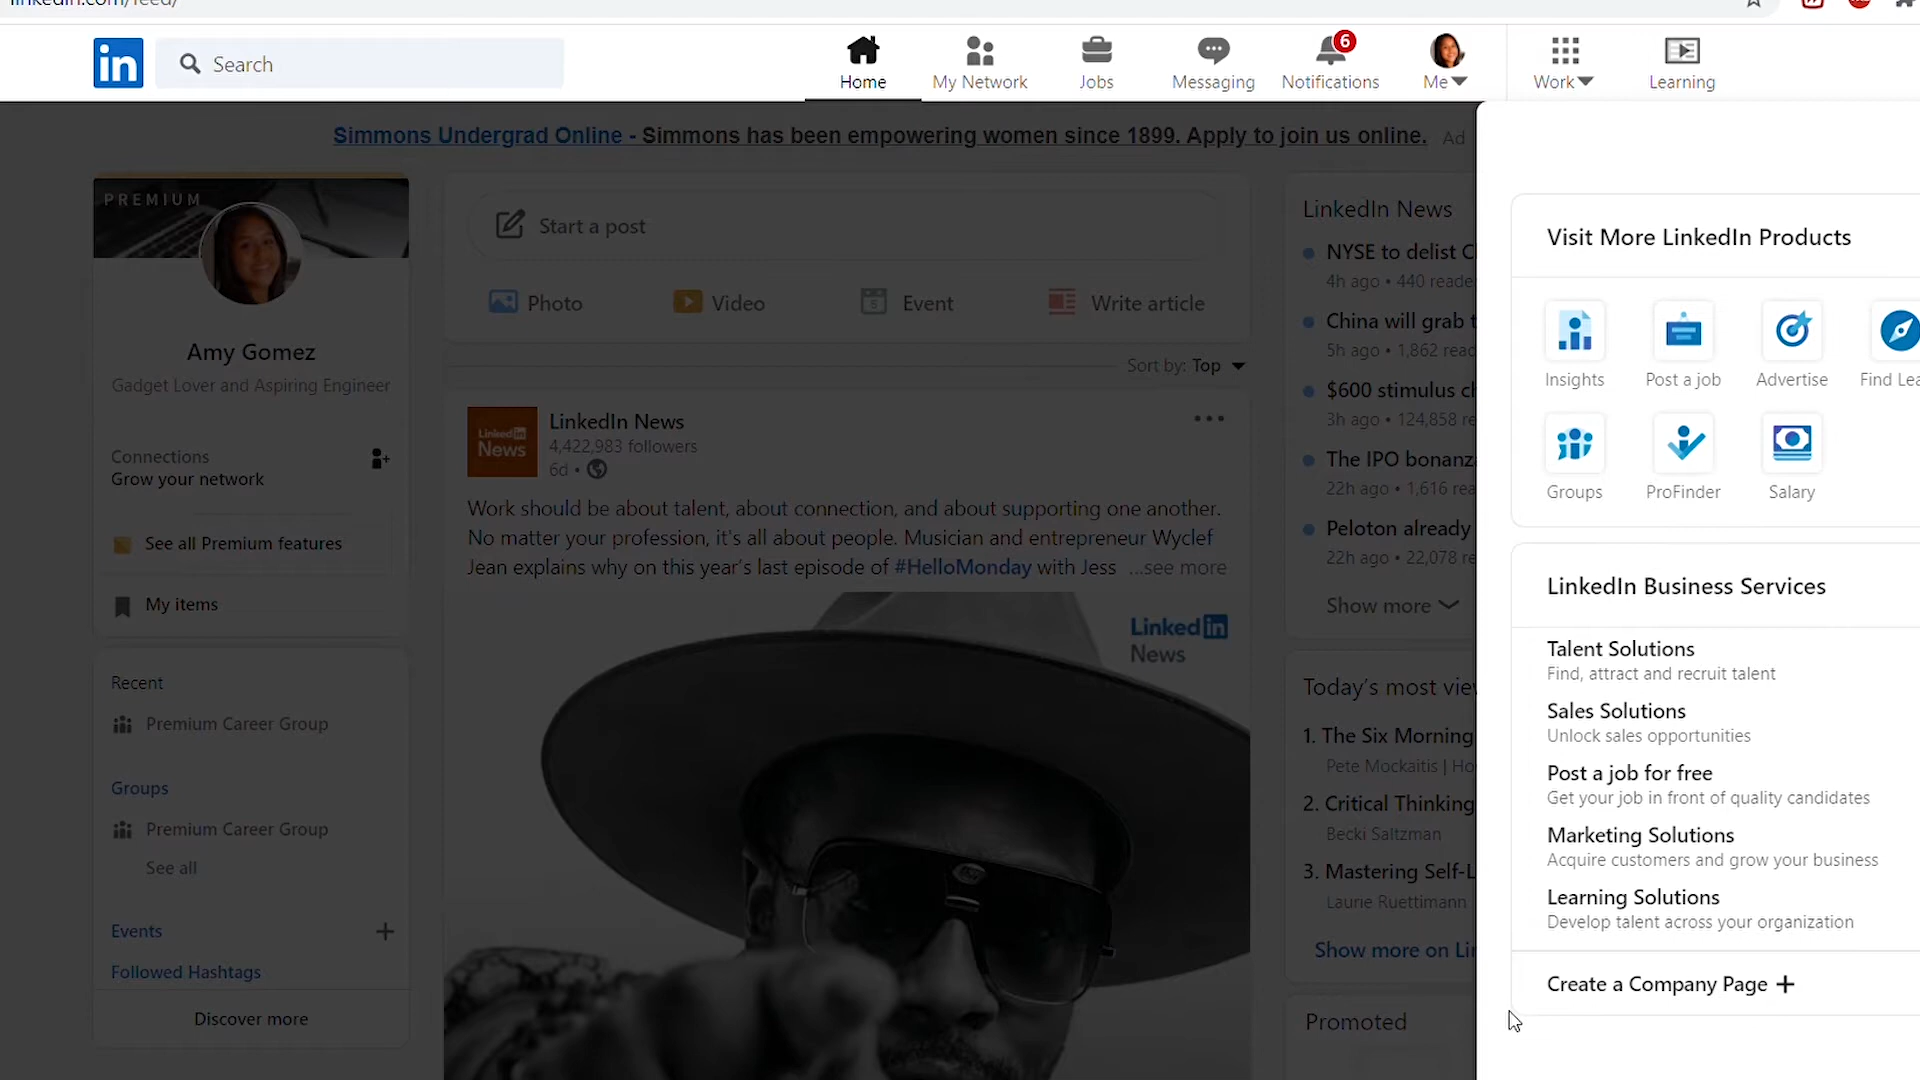 linkedin.com/feed/
in
Search
Home
My Network
Jobs
Messaging
6
Notifications
Me
Work
Learning
Simmons Undergrad Online - Simmons has been empowering women since 1899. Apply to join us online. Ad
PREMIUM
Amy Gomez
Gadget Lover and Aspiring Engineer
Connections
Grow your network
See all Premium features
My items
Recent
Premium Career Group
Groups
Premium Career Group
See all
Events
Followed Hashtags
Discover more
Start a post
Photo
Video
Event
Write article
Sort by: Top
Linked in
News
LinkedIn News
4,422,983 followers
6d •
Work should be about talent, about connection, and about supporting one another.
No matter your profession, it's all about people. Musician and entrepreneur Wyclef
Jean explains why on this year's last episode of #HelloMonday with Jess ...see more
Linked in
News
LinkedIn News
NYSE to delist C
4h ago • 440 reade
China will grab t
5h ago • 1,862 read
$600 stimulus ch
3h ago • 124,858 re
The IPO bonanza
22h ago • 1,616 rea
Peloton already
22h ago • 22,078 re
Show more
Today's most view
1. The Six Morning
Pete Mockaitis | Ho
2. Critical Thinking
Becki Saltzman
3. Mastering Self-L
Laurie Ruettimann
Show more on Lin
Promoted
Visit More LinkedIn Products
Insights
Post a job
Advertise
Find Lea
Groups
ProFinder
Salary
LinkedIn Business Services
Talent Solutions
Find, attract and recruit talent
Sales Solutions
Unlock sales opportunities
Post a job for free
Get your job in front of quality candidates
Marketing Solutions
Acquire customers and grow your business
Learning Solutions
Develop talent across your organization
Create a Company Page +